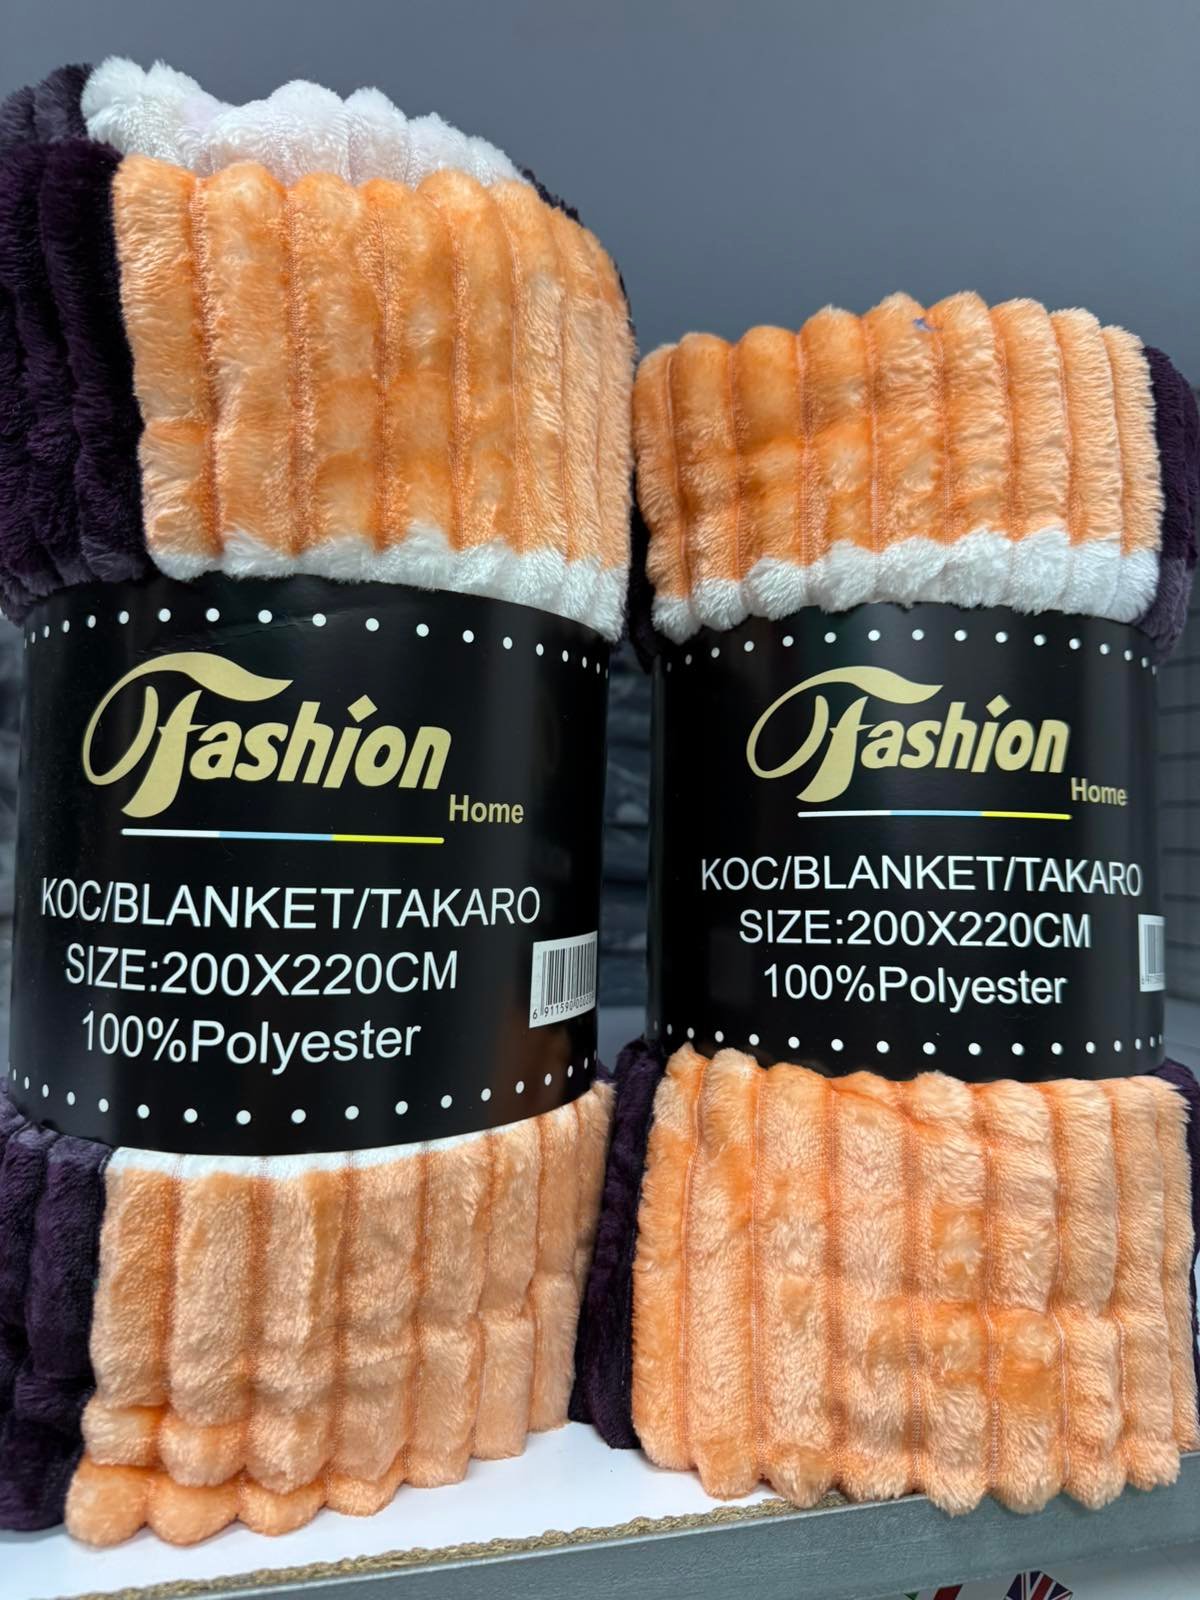 Fashion
Home
KOC/BLANKET/TAKARO
SIZE:200X220CM
100%Polyester
Fashion
Home
KOC/BLANKET/TAKARO
SIZE:200X220CM
100%Polyester